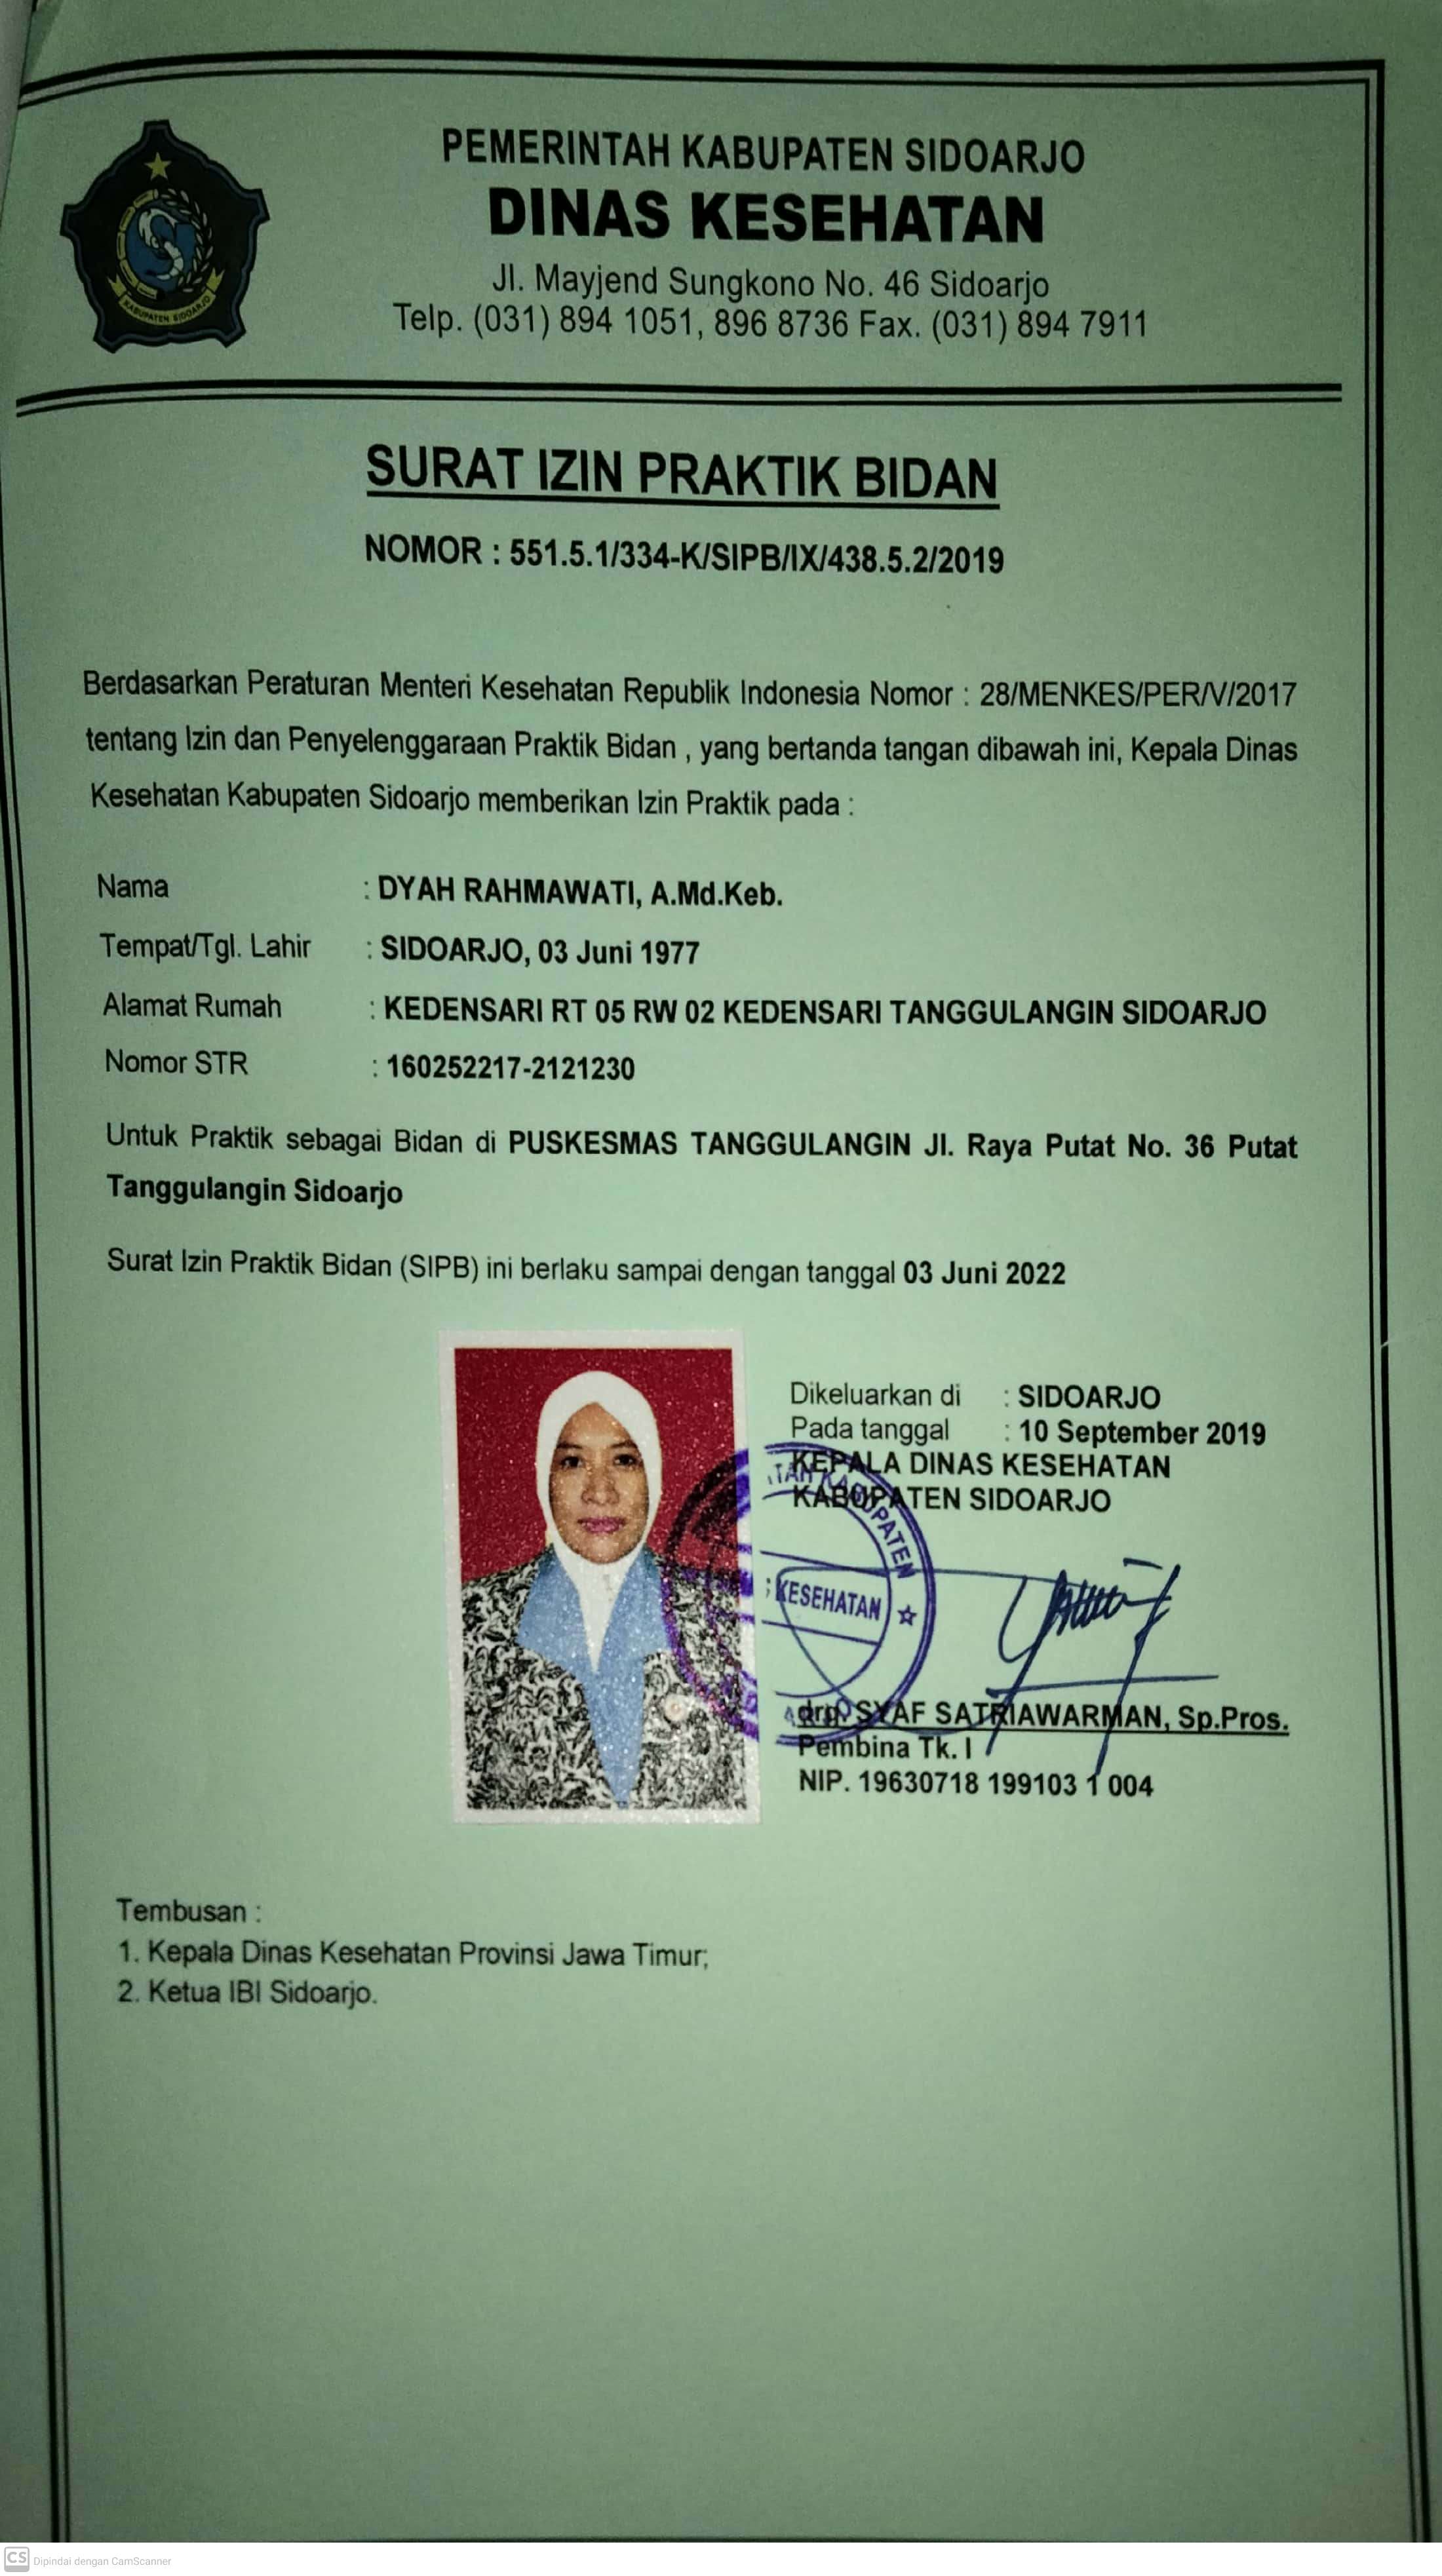 PEMERINTAH KABUPATEN SIDOARJO
DINAS KESEHATAN
Jl. Mayjend Sungkono No. 46 Sidoarjo
Telp. (031) 894 1051, 896 8736 Fax. (031) 894 7911
KABUPATEN SIDOARJO
SURAT IZIN PRAKTIK BIDAN
NOMOR : 551.5.1/334-K/SIPB/IX/438.5.2/2019
Berdasarkan Peraturan Menteri Kesehatan Republik Indonesia Nomor : 28/MENKES/PER/V/2017
tentang Izin dan Penyelenggaraan Praktik Bidan , yang bertanda tangan dibawah ini, Kepala Dinas
Kesehatan Kabupaten Sidoarjo memberikan Izin Praktik pada :
Nama : DYAH RAHMAWATI, A.Md.Keb.
Tempat/Tgl. Lahir : SIDOARJO, 03 Juni 1977
Alamat Rumah : KEDENSARI RT 05 RW 02 KEDENSARI TANGGULANGIN SIDOARJO
Nomor STR : 160252217-2121230
Untuk Praktik sebagai Bidan di PUSKESMAS TANGGULANGIN Jl. Raya Putat No. 36 Putat
Tanggulangin Sidoarjo
Surat Izin Praktik Bidan (SIPB) ini berlaku sampai dengan tanggal 03 Juni 2022
Dikeluarkan di : SIDOARJO
Pada tanggal : 10 September 2019
KEPALA DINAS KESEHATAN
KABUPATEN SIDOARJO
KABUPATEN
KESEHATAN
drg. SYAF SATRIAWARMAN, Sp.Pros.
Pembina Tk. I
NIP. 19630718 199103 1 004
Tembusan :
1. Kepala Dinas Kesehatan Provinsi Jawa Timur;
2. Ketua IBI Sidoarjo.
CS Dipindai dengan CamScanner